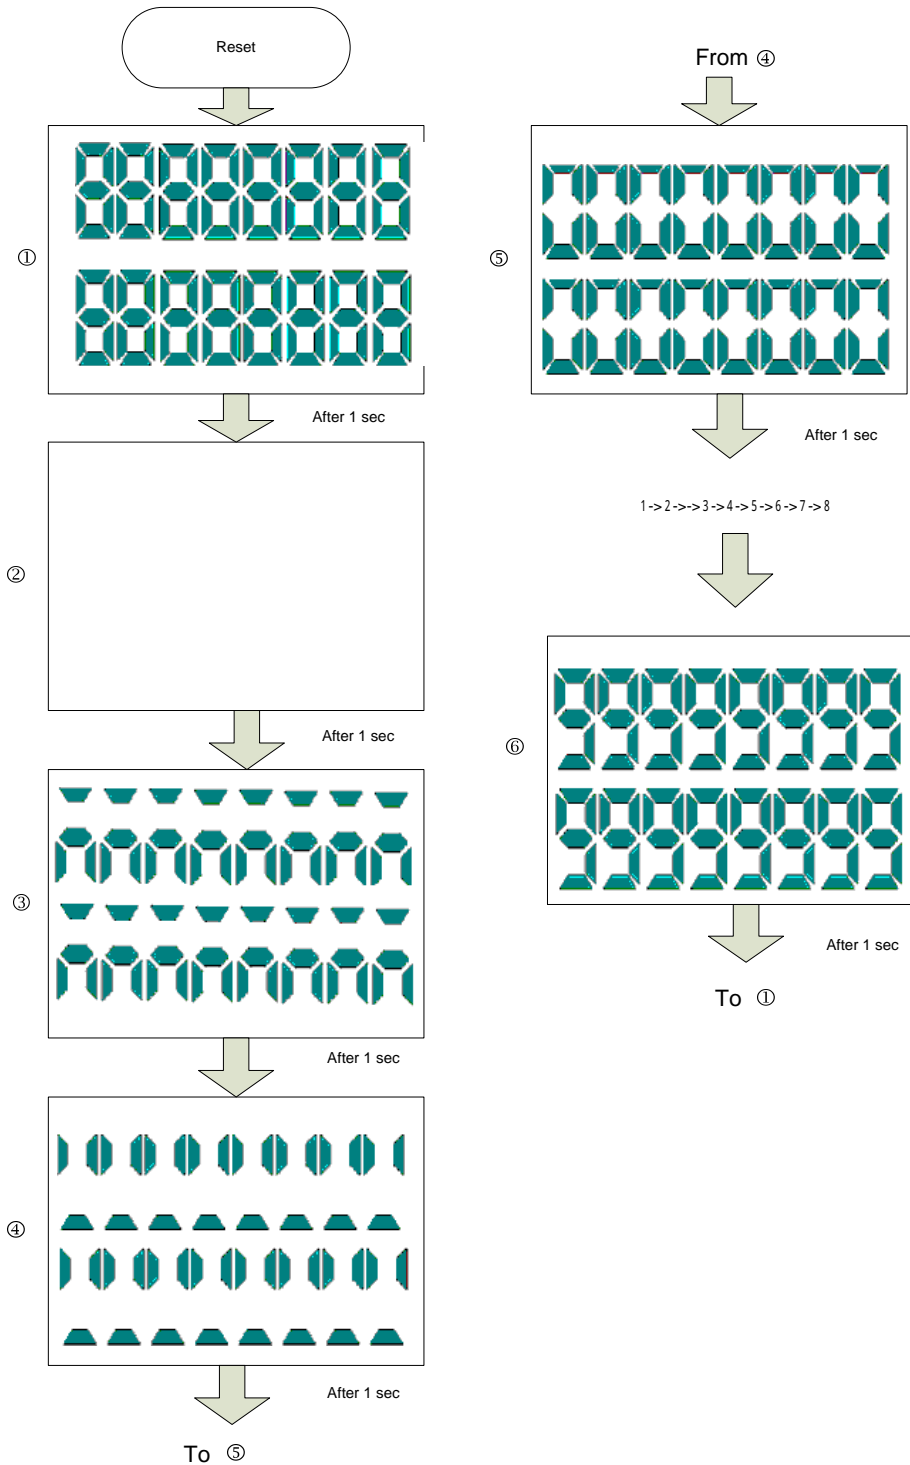 Reset
①
After 1 sec
②
After 1 sec
③
After 1 sec
④
After 1 sec
To ⑤
From ④
⑤
After 1 sec
1->2->->3->4->5->6->7->8
⑥
After 1 sec
To ①